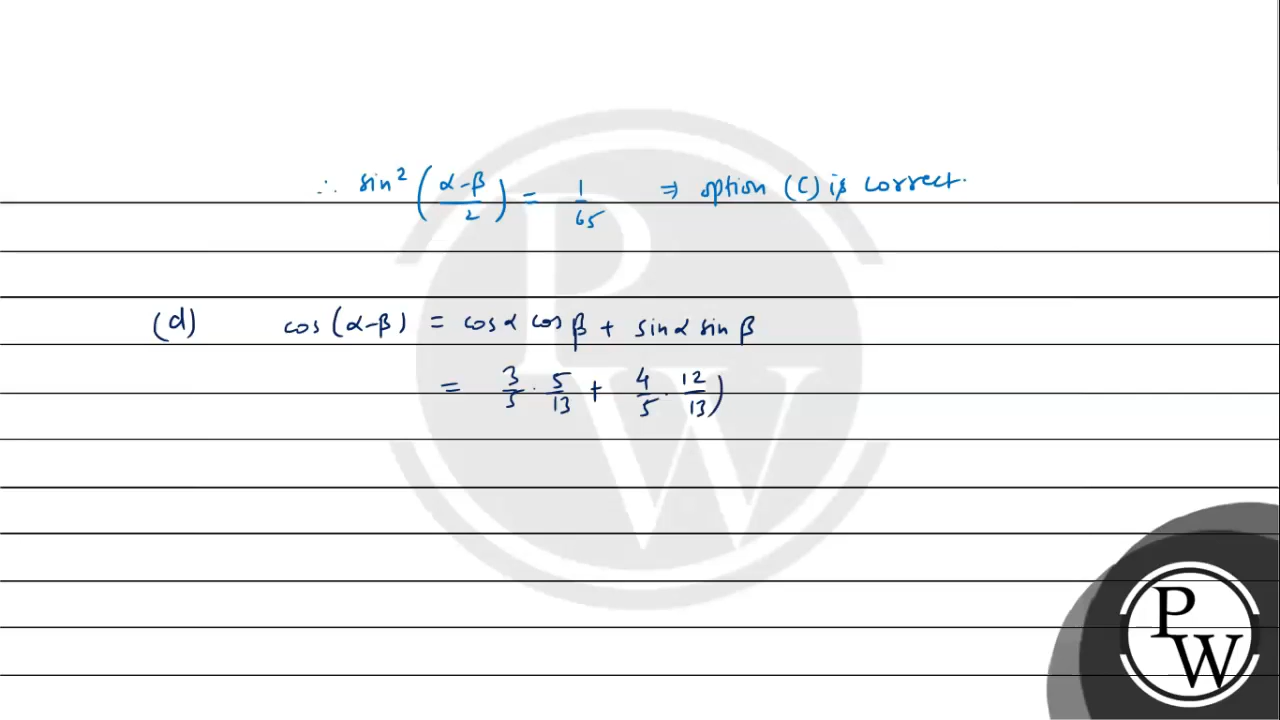 ∴ sin² (α-β/2) = 1/65 ⇒ option (C) is correct.
(d) cos (α-β) = cosα cosβ + sinα sinβ
= 3/5 · 5/13 + 4/5 · 12/13)
P
W
P
W